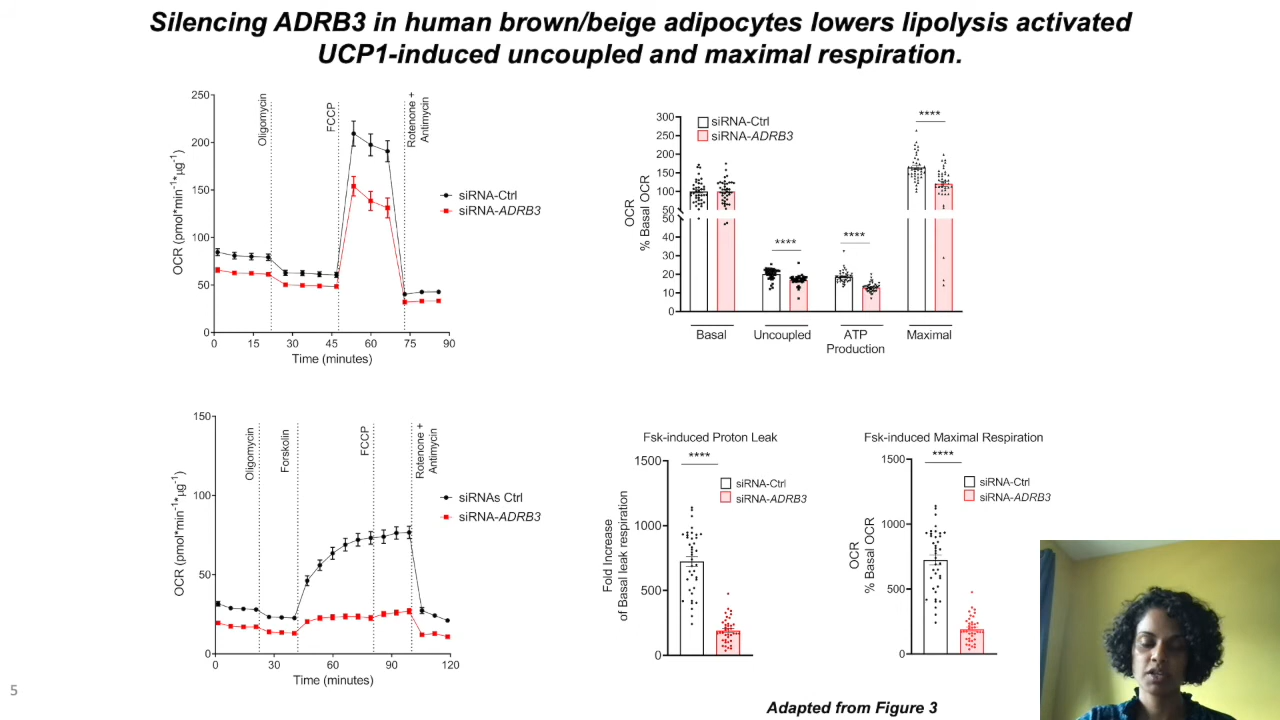 Silencing ADRB3 in human brown/beige adipocytes lowers lipolysis activated
UCP1-induced uncoupled and maximal respiration.
OCR (pmol*min⁻¹*µg⁻¹)
250
200
150
100
50
0
Oligomycin
FCCP
Rotenone +
Antimycin
siRNA-Ctrl
siRNA-ADRB3
0 15 30 45 60 75 90
Time (minutes)
OCR
% Basal OCR
300
250
200
150
100
50
50
40
30
20
10
0
siRNA-Ctrl
siRNA-ADRB3
****
****
****
Basal
Uncoupled
ATP
Production
Maximal
OCR (pmol*min⁻¹*µg⁻¹)
150
100
50
0
Oligomycin
Forskolin
FCCP
Rotenone +
Antimycin
siRNAs Ctrl
siRNA-ADRB3
0 30 60 90 120
Time (minutes)
Fsk-induced Proton Leak
Fold Increase
of Basal leak respiration
1500
1000
500
0
****
siRNA-Ctrl
siRNA-ADRB3
Fsk-induced Maximal Respiration
OCR
% Basal OCR
1500
1000
500
0
****
siRNA-Ctrl
siRNA-ADRB3
5
Adapted from Figure 3